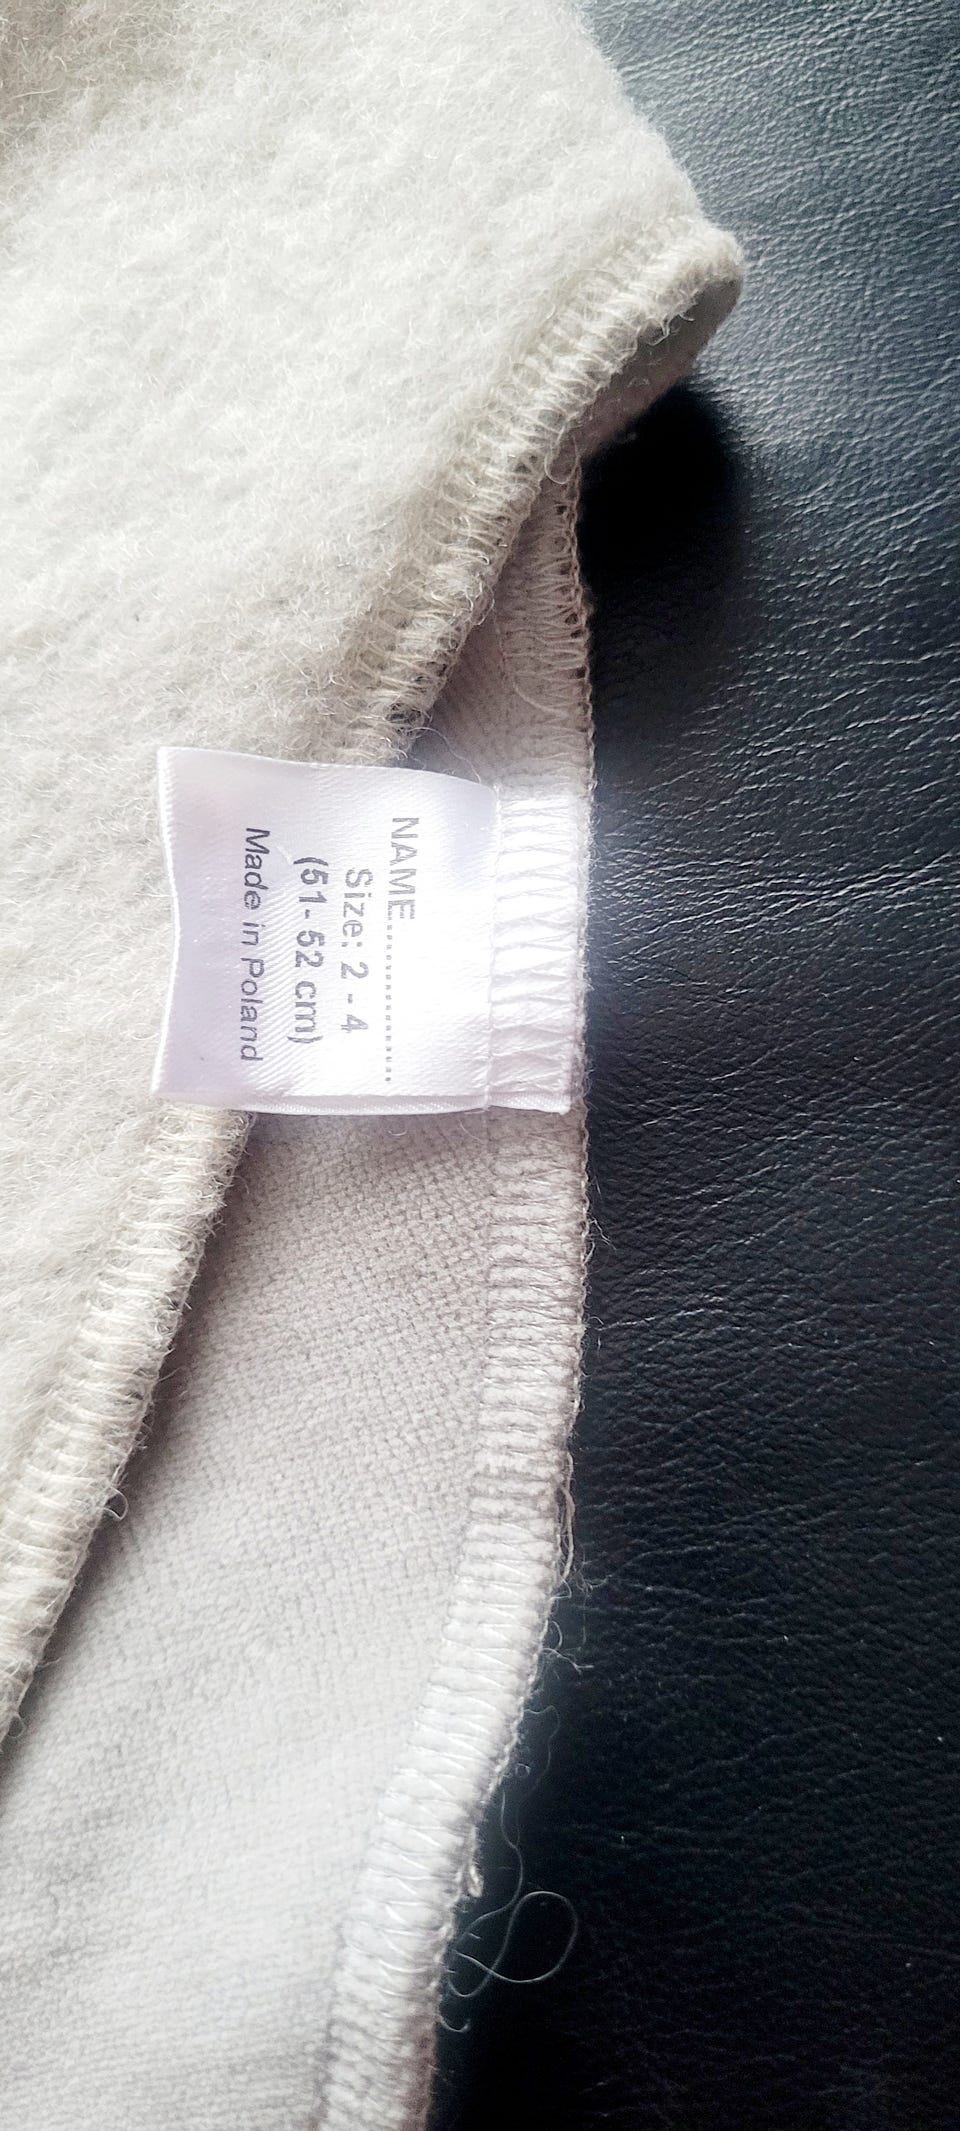 NAME....................
Size: 2 - 4
(51- 52 cm)
Made in Poland